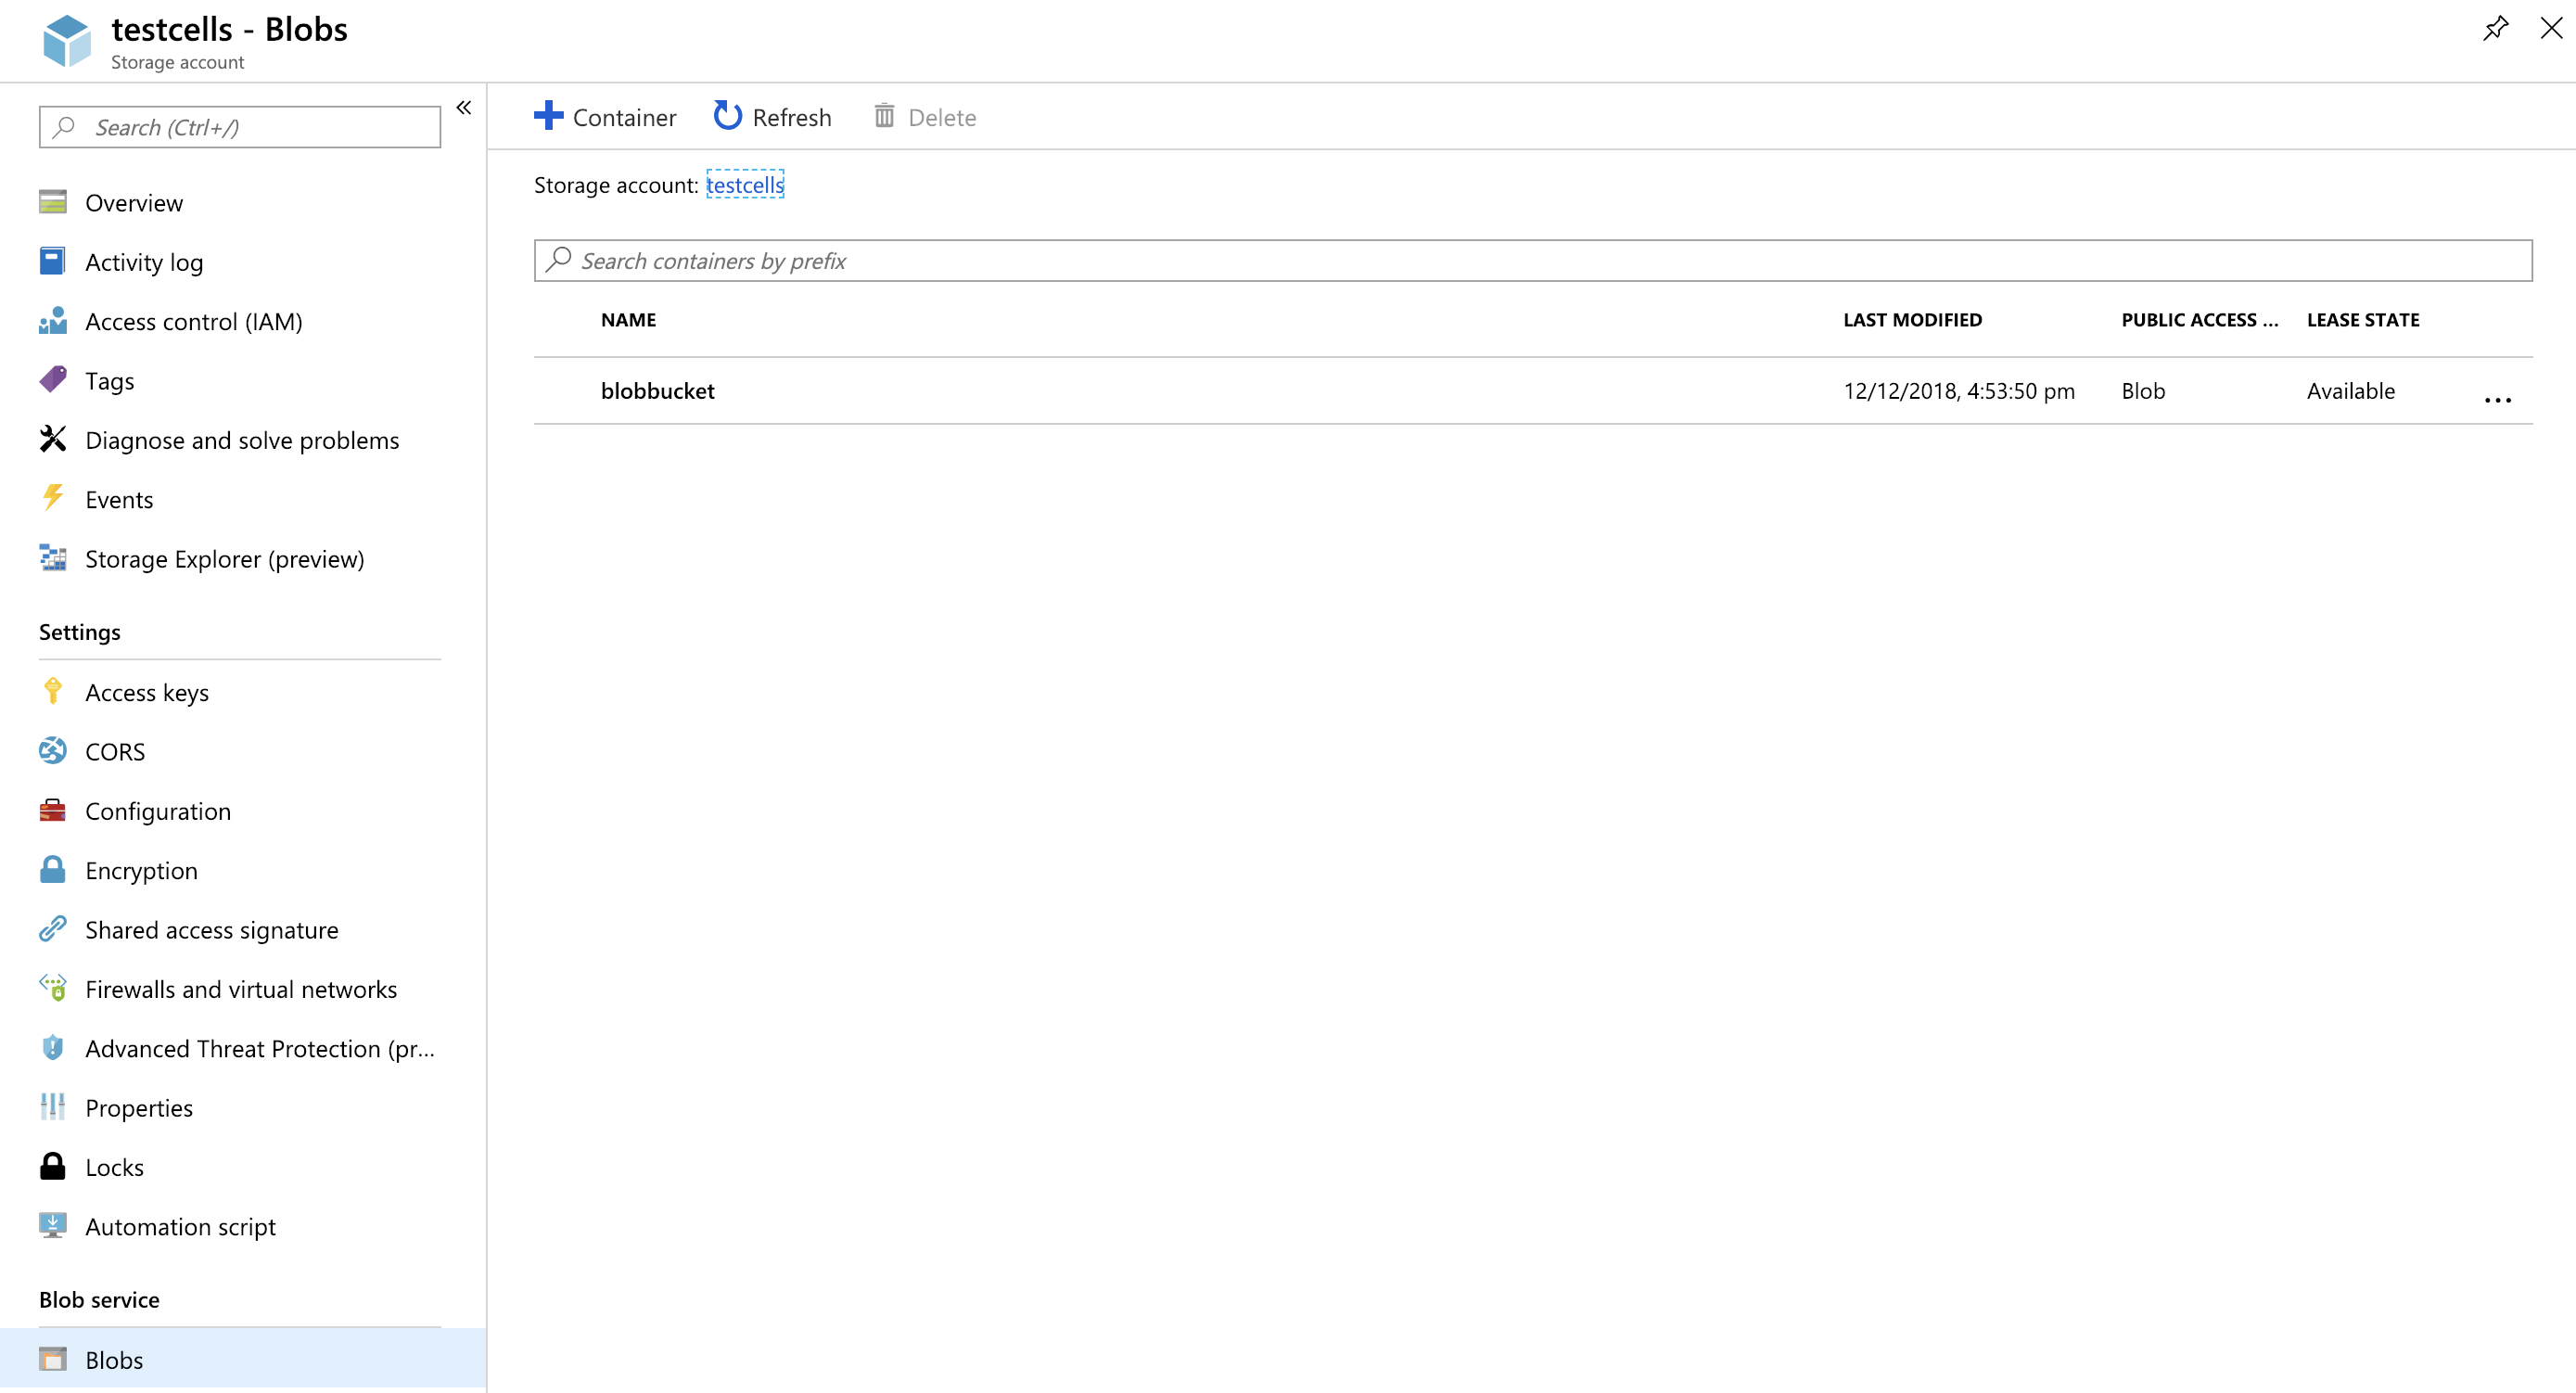 testcells - Blobs
Storage account
Search (Ctrl+/)
Overview
Activity log
Access control (IAM)
Tags
Diagnose and solve problems
Events
Storage Explorer (preview)
Settings
Access keys
CORS
Configuration
Encryption
Shared access signature
Firewalls and virtual networks
Advanced Threat Protection (pr...
Properties
Locks
Automation script
Blob service
Blobs
Container Refresh Delete
Storage account: testcells
Search containers by prefix
NAME LAST MODIFIED PUBLIC ACCESS ... LEASE STATE
blobbucket 12/12/2018, 4:53:50 pm Blob Available ...